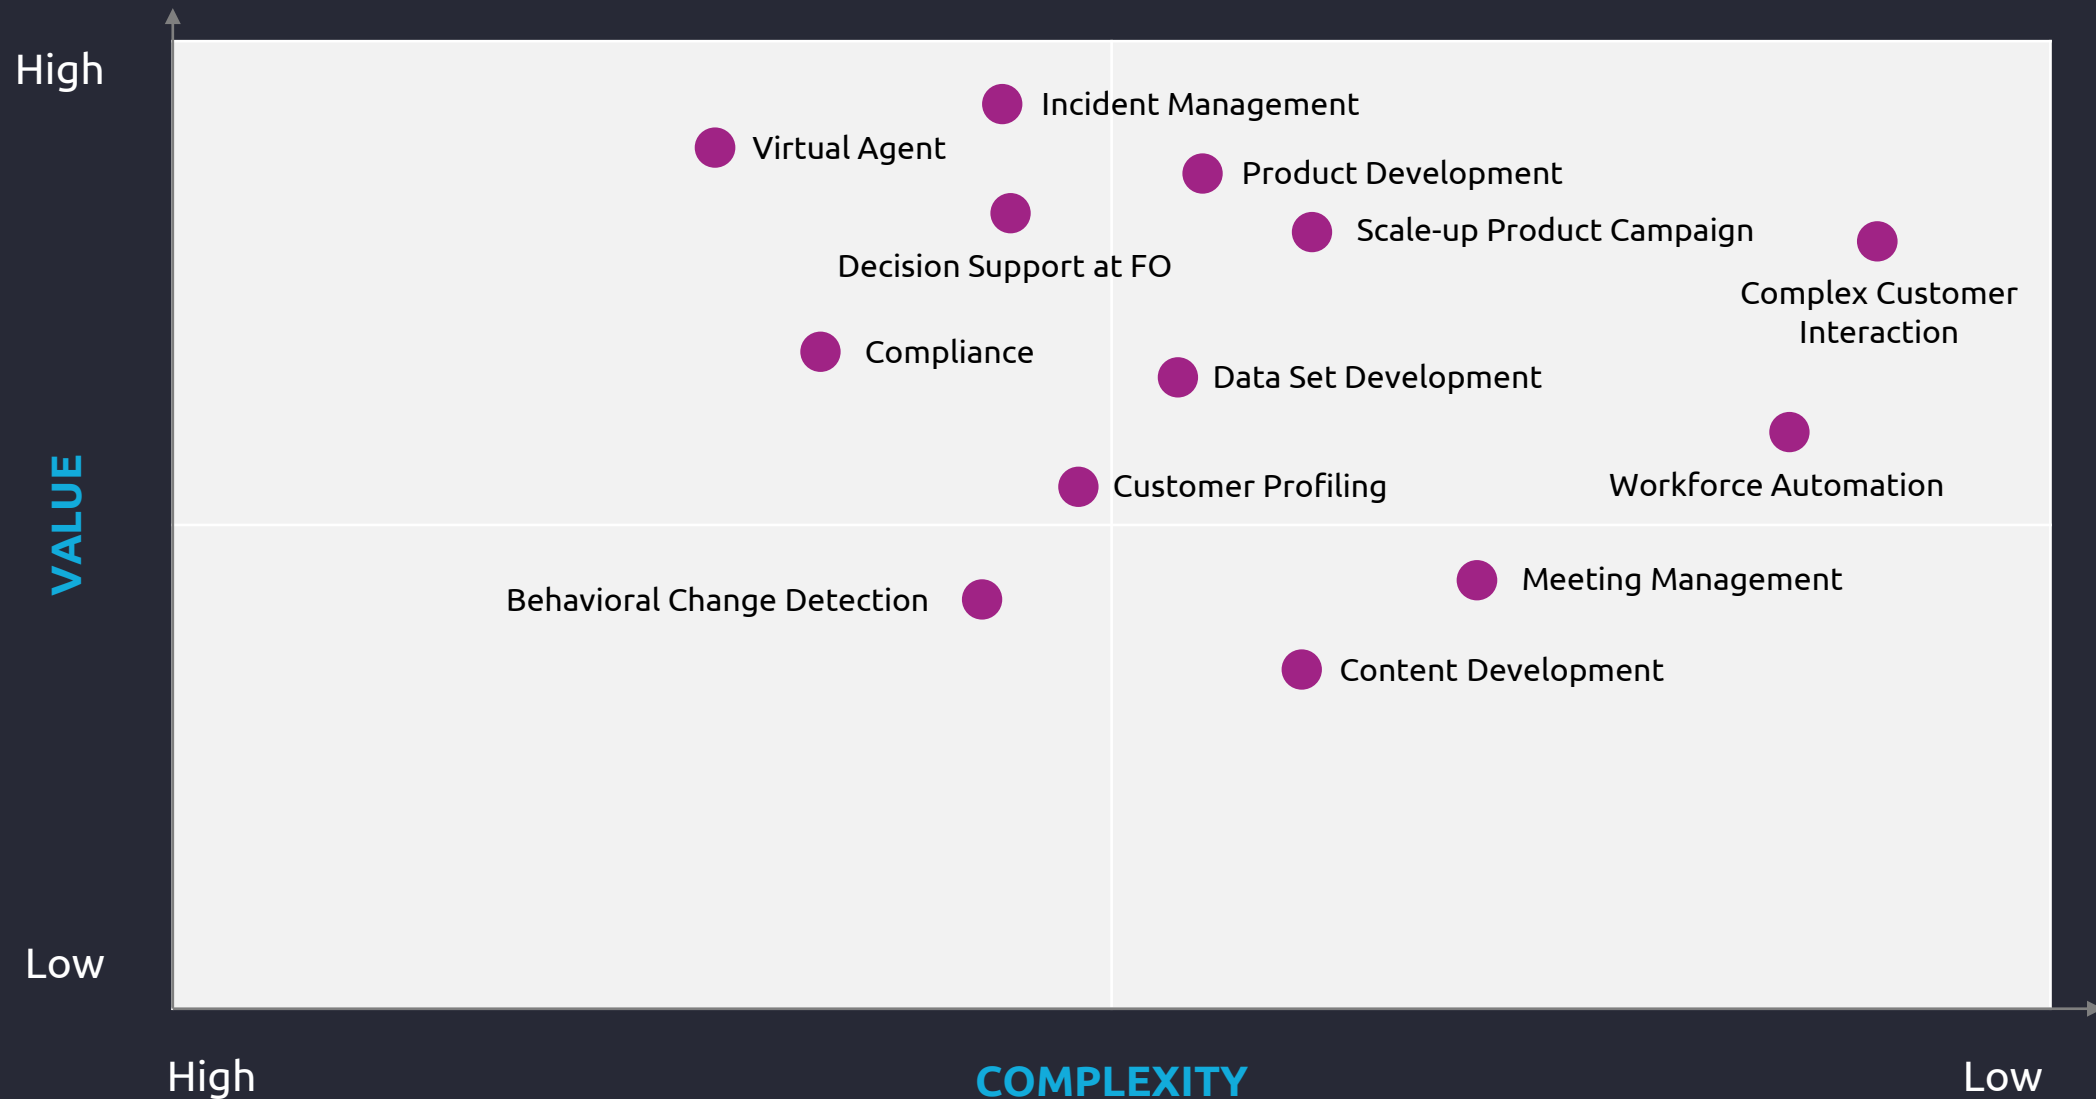 High
Incident Management
Virtual Agent
Product Development
Scale-up Product Campaign
Decision Support at FO
Complex Customer
Interaction
Compliance
Data Set Development
VALUE
Customer Profiling
Workforce Automation
Meeting Management
Behavioral Change Detection
Content Development
Low
High
COMPLEXITY
Low